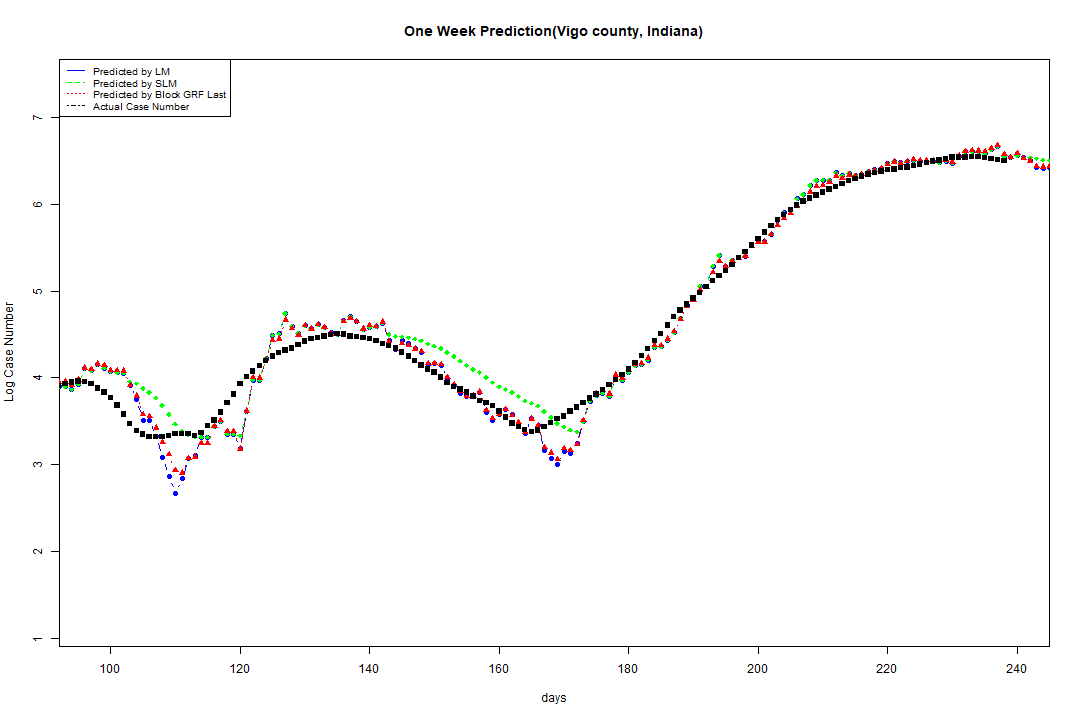 One Week Prediction(Vigo county, Indiana)
Predicted by LM
Predicted by SLM
Predicted by Block GRF Last
Actual Case Number
7
6
5
4
3
2
1
Log Case Number
100 120 140 160 180 200 220 240
days